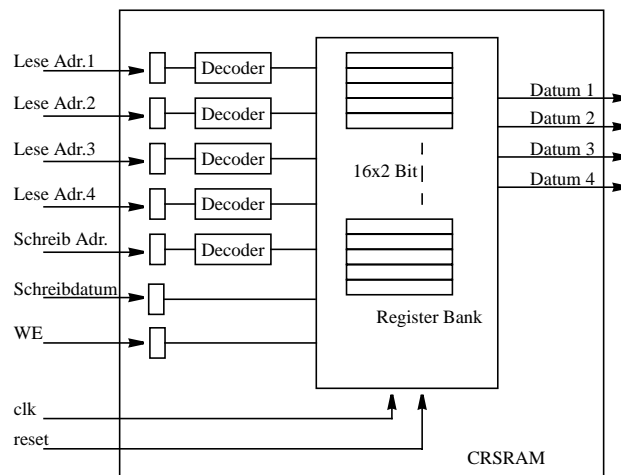 Lese Adr.1
Decoder
Datum 1
Lese Adr.2
Decoder
Datum 2
Lese Adr.3
Decoder
16x2 Bit
Datum 3
Lese Adr.4
Decoder
Datum 4
Schreib Adr.
Decoder
Schreibdatum
Register Bank
WE
clk
reset
CRSRAM